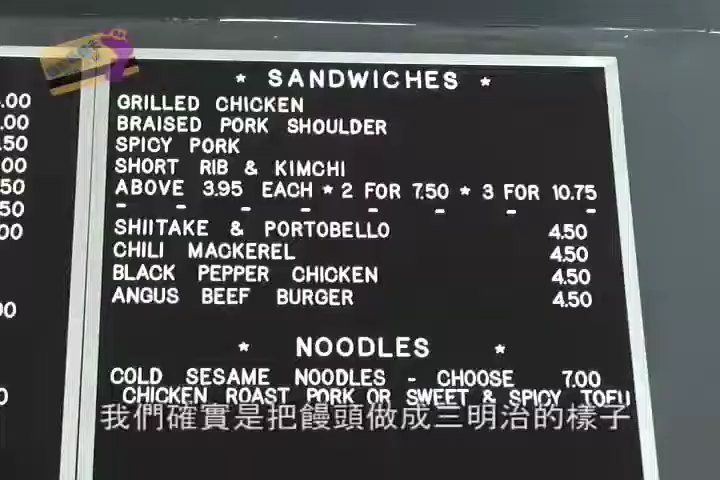 * SANDWICHES *
GRILLED CHICKEN
BRAISED PORK SHOULDER
SPICY PORK
SHORT RIB & KIMCHI
ABOVE 3.95 EACH * 2 FOR 7.50 * 3 FOR 10.75
SHIITAKE & PORTOBELLO 4.50
CHILI MACKEREL 4.50
BLACK PEPPER CHICKEN 4.50
ANGUS BEEF BURGER 4.50
* NOODLES *
COLD SESAME NOODLES - CHOOSE 7.00
CHICKEN ROAST PORK OR SWEET & SPICY TOFU
我們確實是把饅頭做成三明治的樣子